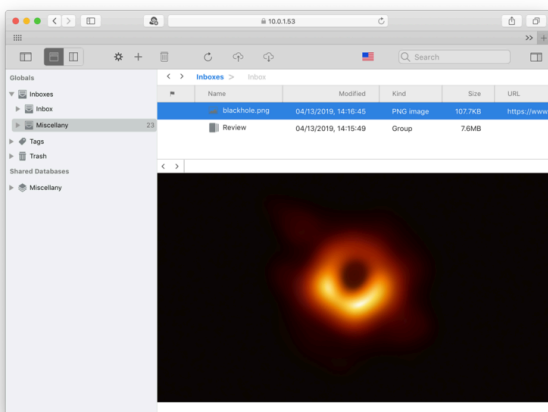 10.0.1.53
Search
Globals
Inboxes
Inbox
Miscellany 23
Tags
Trash
Shared Databases
Miscellany
Inboxes > Inbox
Name Modified Kind Size URL
blackhole.png 04/13/2019, 14:16:45 PNG image 107.7KB https://www
Review 04/13/2019, 14:15:49 Group 7.6MB